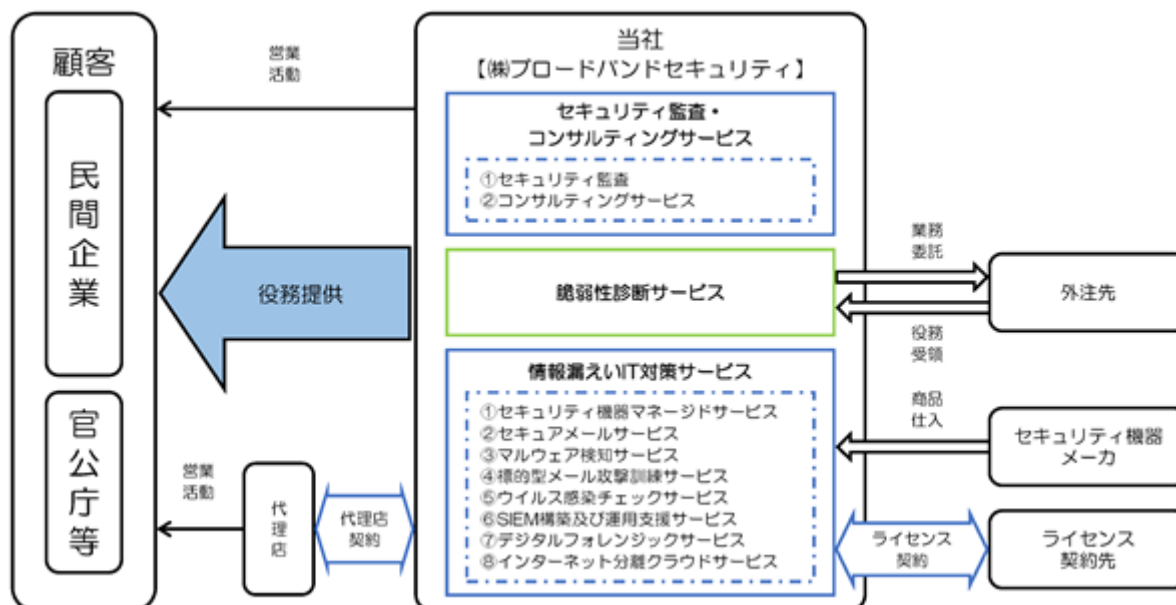 顧客
民間企業
官公庁等
営業
活動
役務提供
営業
活動
代理店
代理店
契約
当社
【㈱ブロードバンドセキュリティ】
セキュリティ監査・
コンサルティングサービス
①セキュリティ監査
②コンサルティングサービス
脆弱性診断サービス
情報漏えいIT対策サービス
①セキュリティ機器マネージドサービス
②セキュアメールサービス
③マルウェア検知サービス
④標的型メール攻撃訓練サービス
⑤ウイルス感染チェックサービス
⑥SIEM構築及び運用支援サービス
⑦デジタルフォレンジックサービス
⑧インターネット分離クラウドサービス
業務
委託
役務
受領
外注先
商品
仕入
セキュリティ機器
メーカ
ライセンス
契約
ライセンス
契約先